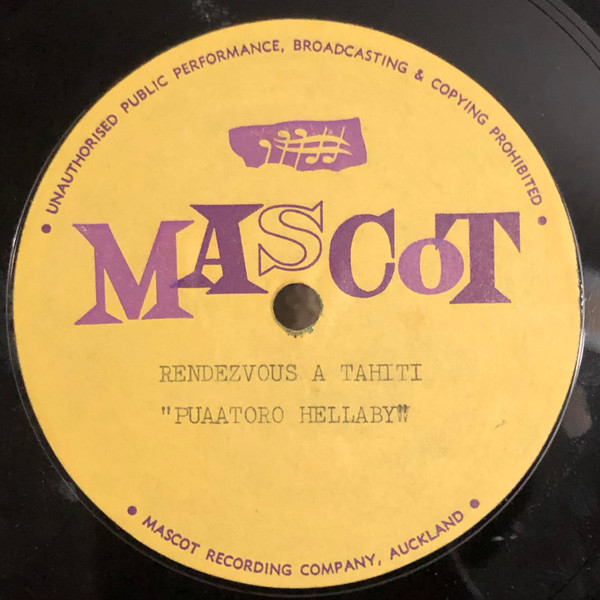 • UNAUTHORISED PUBLIC PERFORMANCE, BROADCASTING & COPYING PROHIBITED •
MASCOT
RENDEZVOUS A TAHITI
"PUAATORO HELLABY"
• MASCOT RECORDING COMPANY, AUCKLAND •